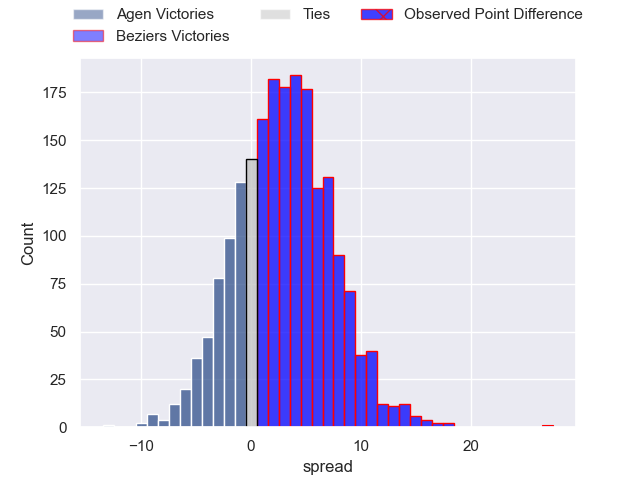 Agen Victories
Beziers Victories
Ties
Observed Point Difference
Count
175
150
125
100
75
50
25
0
−10
0
10
20
spread